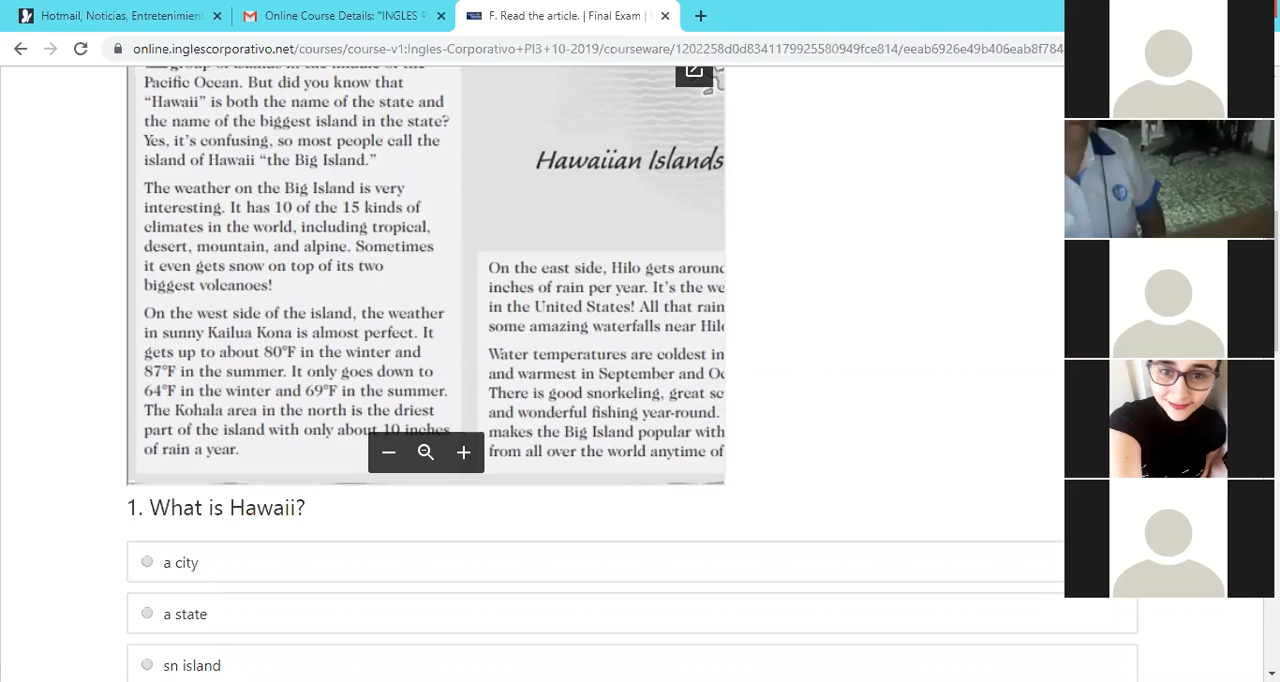 Hotmail, Noticias, Entretenimient
Online Course Details: "INGLES P
F. Read the article. | Final Exam |
online.inglescorporativo.net/courses/course-v1:Ingles-Corporativo+PI3+10-2019/courseware/1202258d0d8341179925580949fce814/eeab6926e49b406eab8f784
group of islands in the middle of the
Pacific Ocean. But did you know that
“Hawaii” is both the name of the state and
the name of the biggest island in the state?
Yes, it's confusing, so most people call the
island of Hawaii “the Big Island.”
The weather on the Big Island is very
interesting. It has 10 of the 15 kinds of
climates in the world, including tropical,
desert, mountain, and alpine. Sometimes
it even gets snow on top of its two
biggest volcanoes!
On the west side of the island, the weather
in sunny Kailua Kona is almost perfect. It
gets up to about 80°F in the winter and
87°F in the summer. It only goes down to
64°F in the winter and 69°F in the summer.
The Kohala area in the north is the driest
part of the island with only about 10 inches
of rain a year.
Hawaiian Islands
On the east side, Hilo gets around
inches of rain per year. It's the we
in the United States! All that rain
some amazing waterfalls near Hilo
Water temperatures are coldest in
and warmest in September and Oc
There is good snorkeling, great sc
and wonderful fishing year-round.
makes the Big Island popular with
from all over the world anytime of
1. What is Hawaii?
a city
a state
sn island